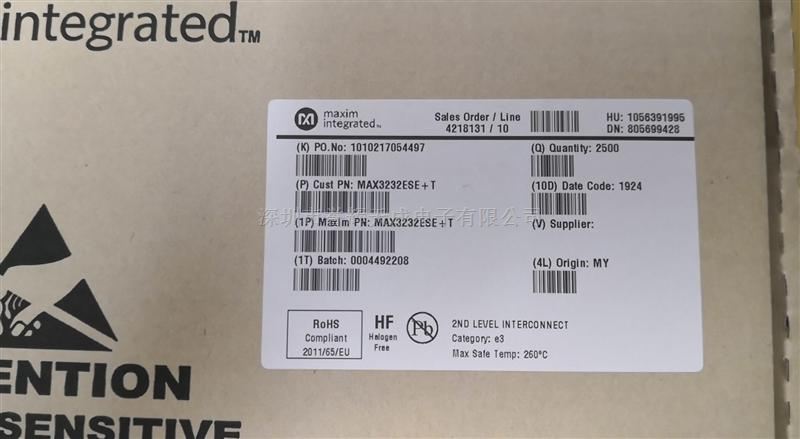 integrated™
maxim
integrated™
Sales Order / Line
4218131 / 10
HU: 1056391995
DN: 805699428
(K) PO.No: 1010217054497
(Q) Quantity: 2500
(P) Cust PN: MAX3232ESE+T
(10D) Date Code: 1924
(1P) Maxim PN: MAX3232ESE+T
(V) Supplier:
(1T) Batch: 0004492208
(4L) Origin: MY
RoHS
Compliant
2011/65/EU
HF
Halogen
Free
Pb
2ND LEVEL INTERCONNECT
Category: e3
Max Safe Temp: 260°C
ENTION
SENSITIVE